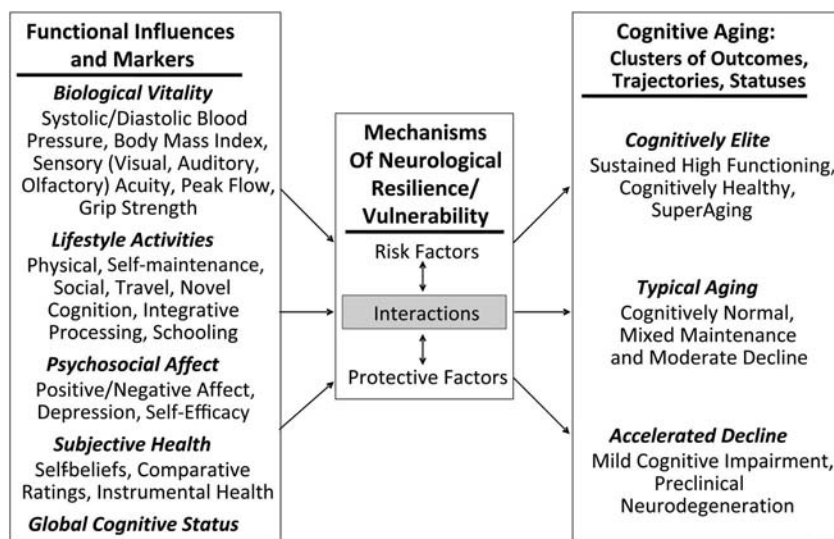 Functional Influences
and Markers
Biological Vitality
Systolic/Diastolic Blood
Pressure, Body Mass Index,
Sensory (Visual, Auditory,
Olfactory) Acuity, Peak Flow,
Grip Strength
Lifestyle Activities
Physical, Self-maintenance,
Social, Travel, Novel
Cognition, Integrative
Processing, Schooling
Psychosocial Affect
Positive/Negative Affect,
Depression, Self-Efficacy
Subjective Health
Selfbeliefs, Comparative
Ratings, Instrumental Health
Global Cognitive Status
Mechanisms
Of Neurological
Resilience/
Vulnerability
Risk Factors
Interactions
Protective Factors
Cognitive Aging:
Clusters of Outcomes,
Trajectories, Statuses
Cognitively Elite
Sustained High Functioning,
Cognitively Healthy,
SuperAging
Typical Aging
Cognitively Normal,
Mixed Maintenance
and Moderate Decline
Accelerated Decline
Mild Cognitive Impairment,
Preclinical
Neurodegeneration